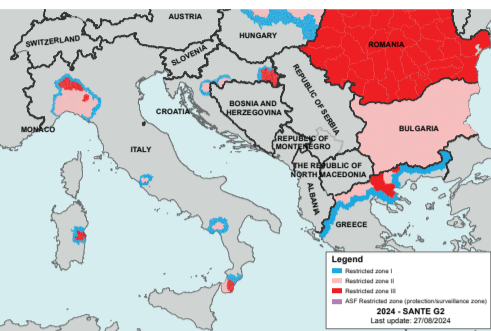 AUSTRIA
SWITZERLAND
HUNGARY
SLOVENIA
ROMANIA
CROATIA
BOSNIA AND
HERZEGOVINA
REPUBLIC OF SERBIA
MONACO
ITALY
BULGARIA
REPUBLIC OF
MONTENEGRO
THE REPUBLIC OF
NORTH MACEDONIA
ALBANIA
GREECE
Legend
Restricted zone I
Restricted zone II
Restricted zone III
ASF Restricted zone (protection/surveillance zone)
2024 - SANTE G2
Last update: 27/08/2024